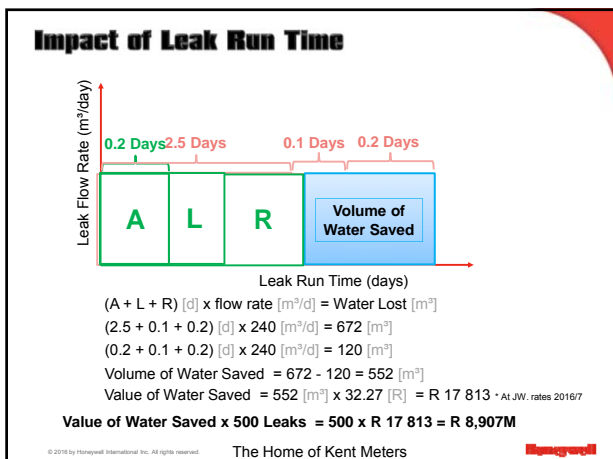 Impact of Leak Run Time
Leak Flow Rate (m³/day)
0.2 Days 2.5 Days 0.1 Days 0.2 Days
A L R
Volume of
Water Saved
Leak Run Time (days)
(A + L + R) [d] x flow rate [m³/d] = Water Lost [m³]
(2.5 + 0.1 + 0.2) [d] x 240 [m³/d] = 672 [m³]
(0.2 + 0.1 + 0.2) [d] x 240 [m³/d] = 120 [m³]
Volume of Water Saved = 672 - 120 = 552 [m³]
Value of Water Saved = 552 [m³] x 32.27 [R] = R 17 813 * At JW. rates 2016/7
Value of Water Saved x 500 Leaks = 500 x R 17 813 = R 8,907M
© 2016 by Honeywell International Inc. All rights reserved. The Home of Kent Meters Honeywell